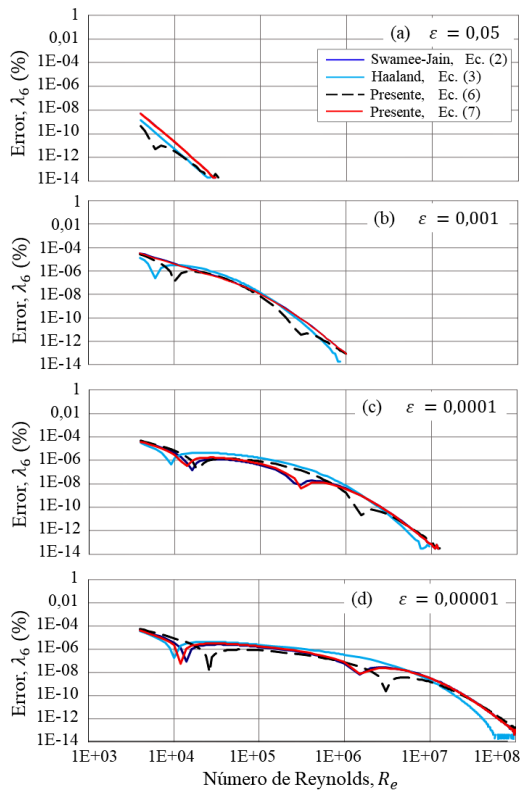 1
0,01
1E-04
1E-06
1E-08
1E-10
1E-12
1E-14
Error, λ₆ (%)
(a) ε = 0,05
Swamee-Jain, Ec. (2)
Haaland, Ec. (3)
Presente, Ec. (6)
Presente, Ec. (7)
1
0,01
1E-04
1E-06
1E-08
1E-10
1E-12
1E-14
Error, λ₆ (%)
(b) ε = 0,001
1
0,01
1E-04
1E-06
1E-08
1E-10
1E-12
1E-14
Error, λ₆ (%)
(c) ε = 0,0001
1
0,01
1E-04
1E-06
1E-08
1E-10
1E-12
1E-14
Error, λ₆ (%)
(d) ε = 0,00001
1E+03 1E+04 1E+05 1E+06 1E+07 1E+08
Número de Reynolds, Rₑ